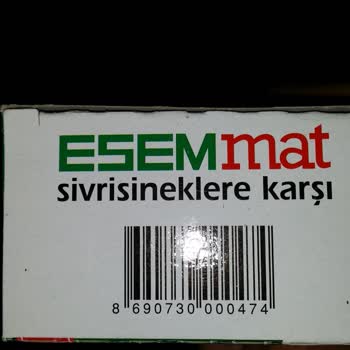 ESEMmat
sivrisineklere karşı
8 690730 000474